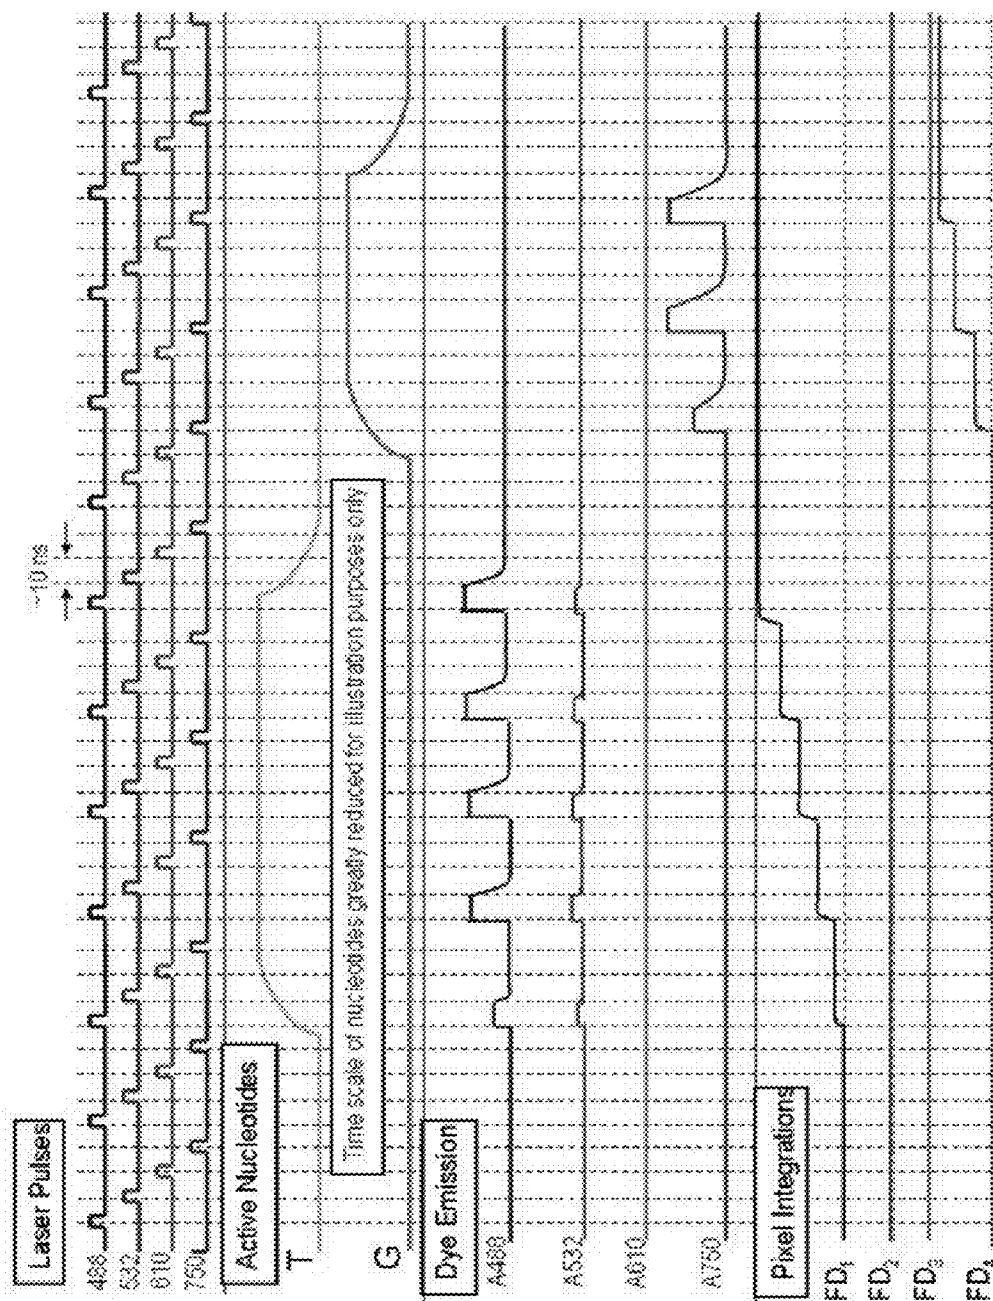 Laser Pulses
~10 ns
488
532
610
750
Active Nucleotides
T
Time scale of nucleotides greatly reduced for illustration purposes only
G
Dye Emission
A488
A532
A610
A750
Pixel Integrations
FD1
FD2
FD3
FD4